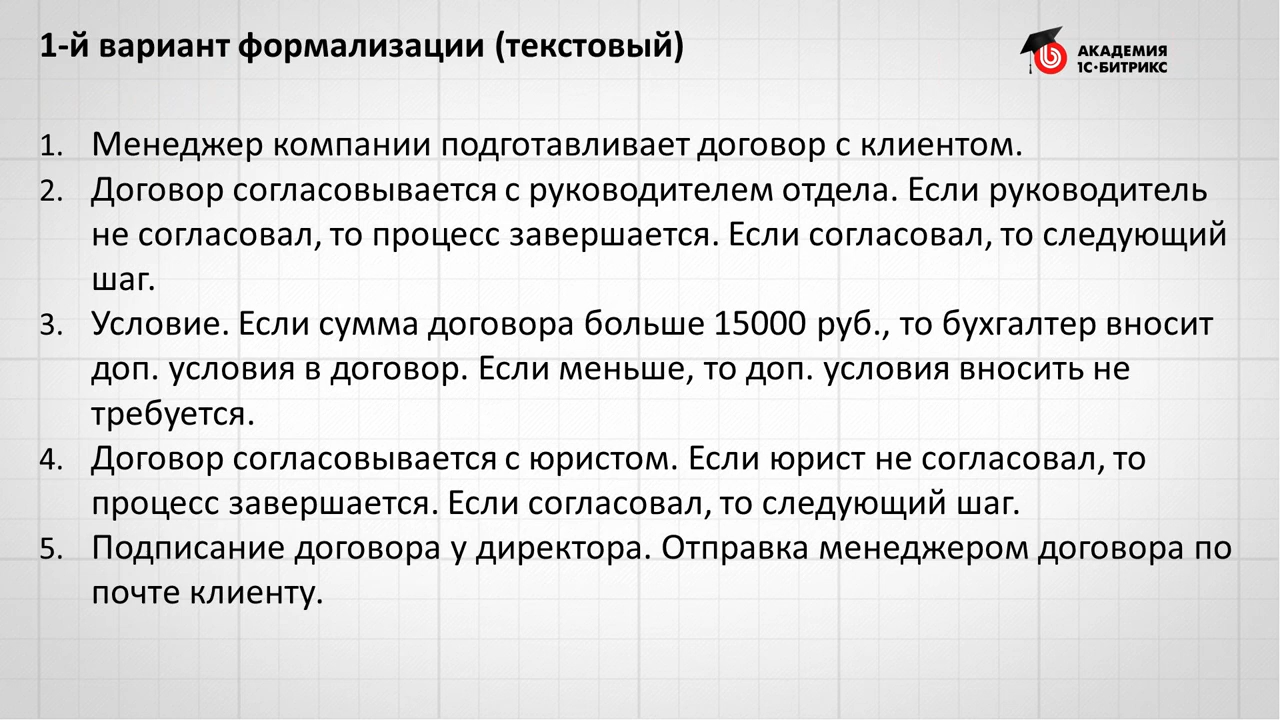 1-й вариант формализации (текстовый)
АКАДЕМИЯ
1С·БИТРИКС
1. Менеджер компании подготавливает договор с клиентом.
2. Договор согласовывается с руководителем отдела. Если руководитель
не согласовал, то процесс завершается. Если согласовал, то следующий
шаг.
3. Условие. Если сумма договора больше 15000 руб., то бухгалтер вносит
доп. условия в договор. Если меньше, то доп. условия вносить не
требуется.
4. Договор согласовывается с юристом. Если юрист не согласовал, то
процесс завершается. Если согласовал, то следующий шаг.
5. Подписание договора у директора. Отправка менеджером договора по
почте клиенту.